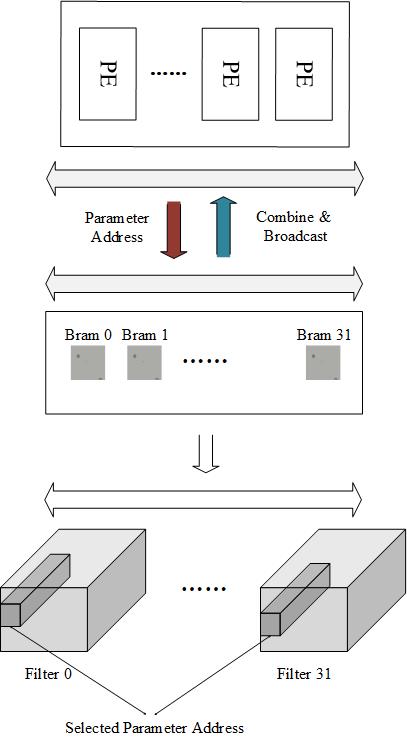 PE ...... PE PE
Parameter
Address
Combine &
Broadcast
Bram 0 Bram 1 ...... Bram 31
......
Filter 0 Filter 31
Selected Parameter Address